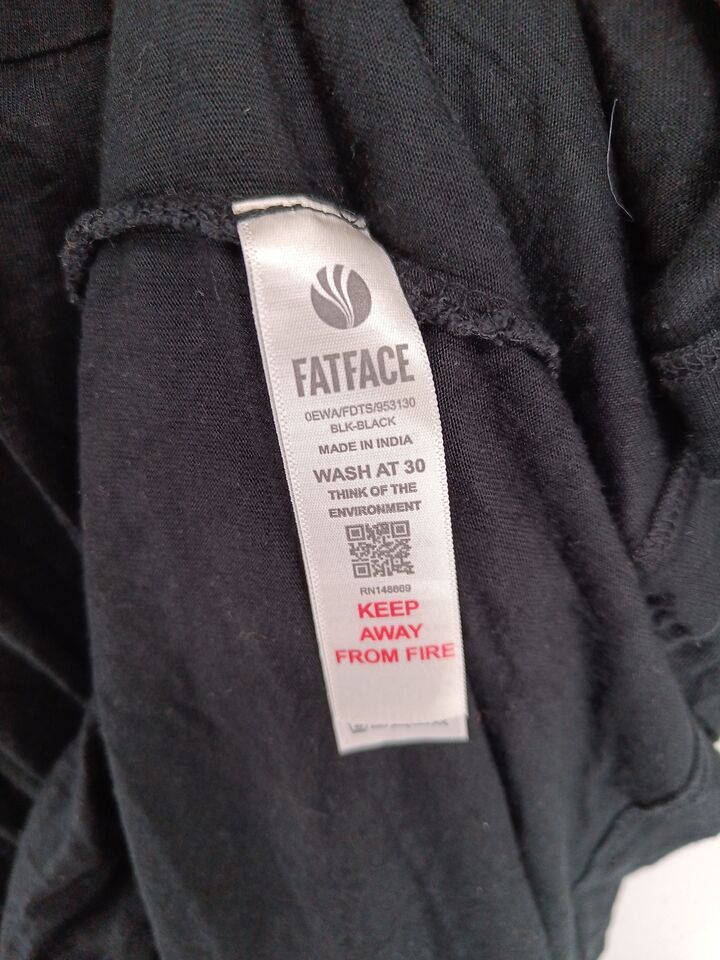 FATFACE
0EWA/FDTS/953130
BLK-BLACK
MADE IN INDIA
WASH AT 30
THINK OF THE
ENVIRONMENT
RN148869
KEEP
AWAY
FROM FIRE